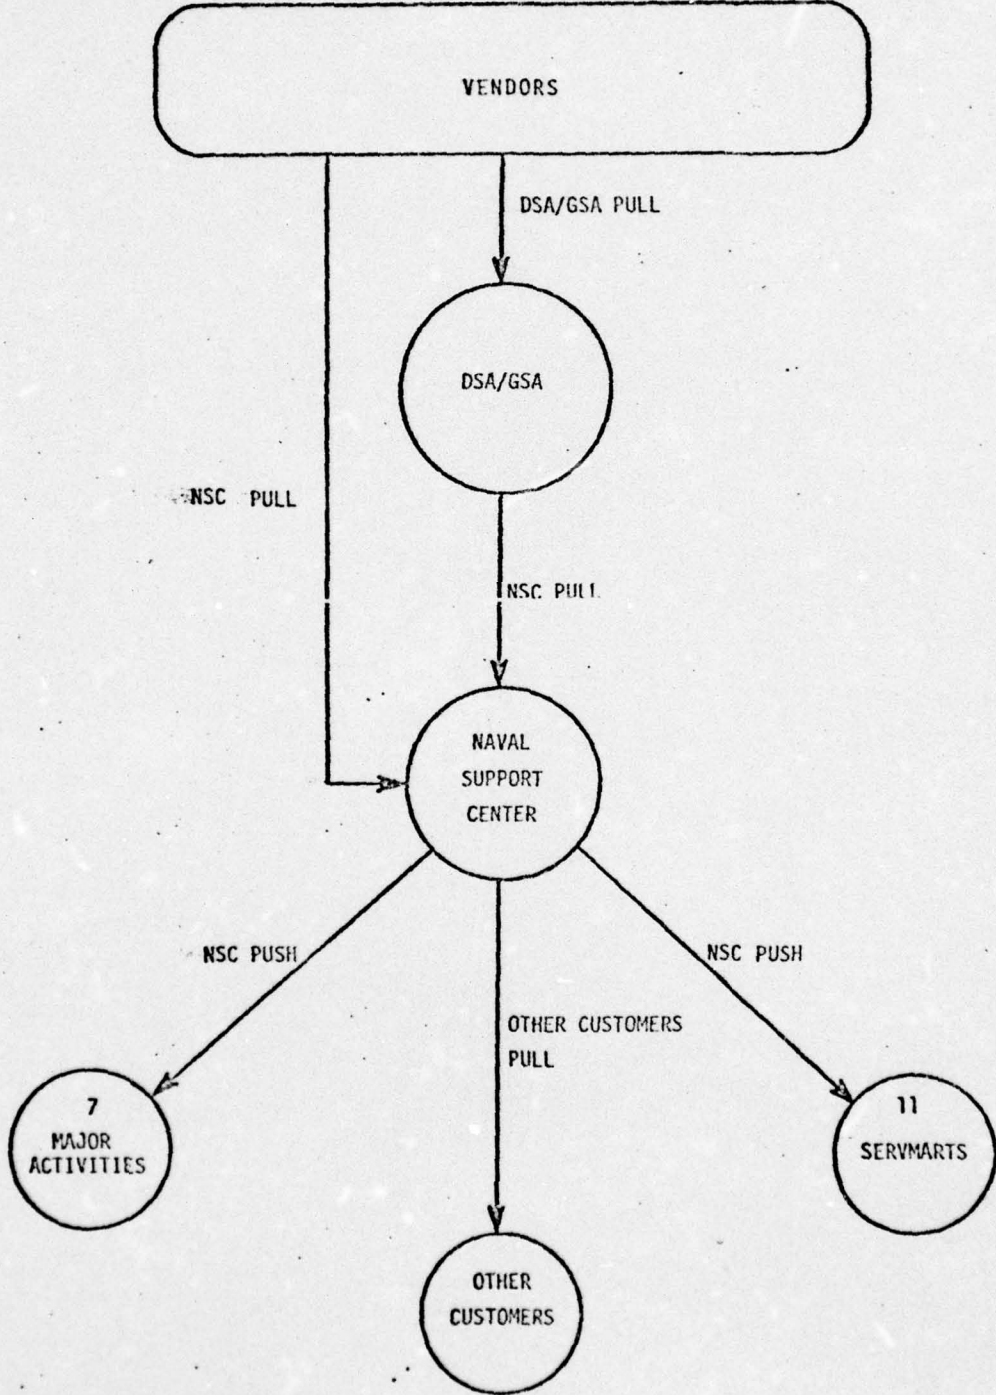 VENDORS
DSA/GSA PULL
DSA/GSA
NSC PULL
NSC PULL
NAVAL
SUPPORT
CENTER
NSC PUSH
NSC PUSH
OTHER CUSTOMERS
PULL
7
MAJOR
ACTIVITIES
11
SERVMARTS
OTHER
CUSTOMERS